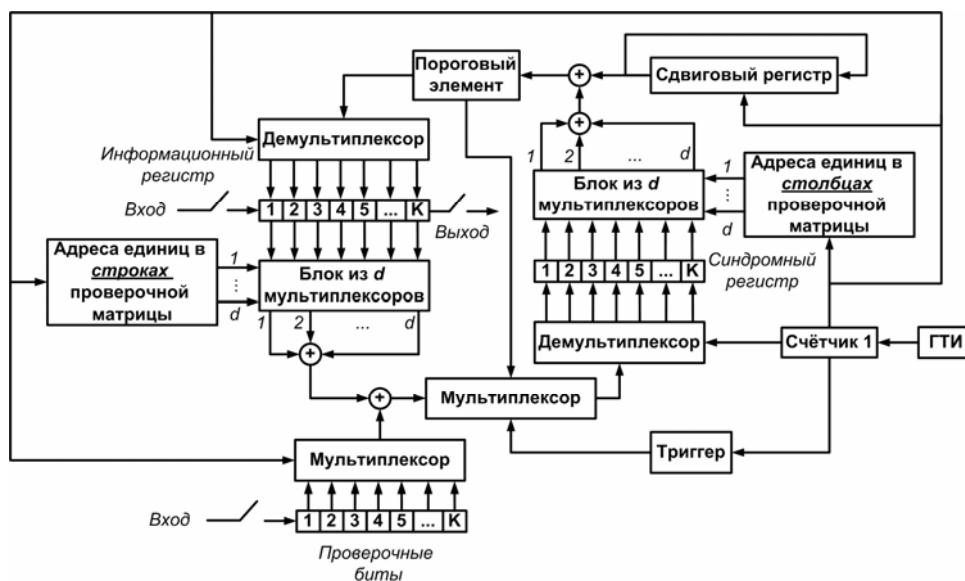 Пороговый
элемент
+
Сдвиговый регистр
Демультиплексор
+
Информационный
регистр
1 2 ... d
Вход
1 2 3 4 5 ... K
Выход
Блок из d
мультиплексоров
1
⋮
d
Адреса единиц в
столбцах
проверочной
матрицы
Адреса единиц в
строках
проверочной
матрицы
1
⋮
d
Блок из d
мультиплексоров
1 2 3 4 5 ... K
Синдромный
регистр
1 2 ... d
+
Демультиплексор
Счётчик 1
ГТИ
+
Мультиплексор
Мультиплексор
Триггер
Вход
1 2 3 4 5 ... K
Проверочные
биты